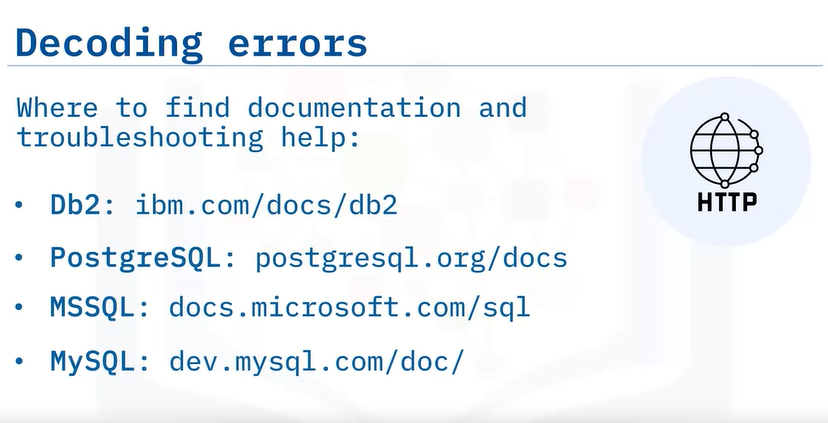 Decoding errors
Where to find documentation and
troubleshooting help:
• Db2: ibm.com/docs/db2
• PostgreSQL: postgresql.org/docs
• MSSQL: docs.microsoft.com/sql
• MySQL: dev.mysql.com/doc/
HTTP